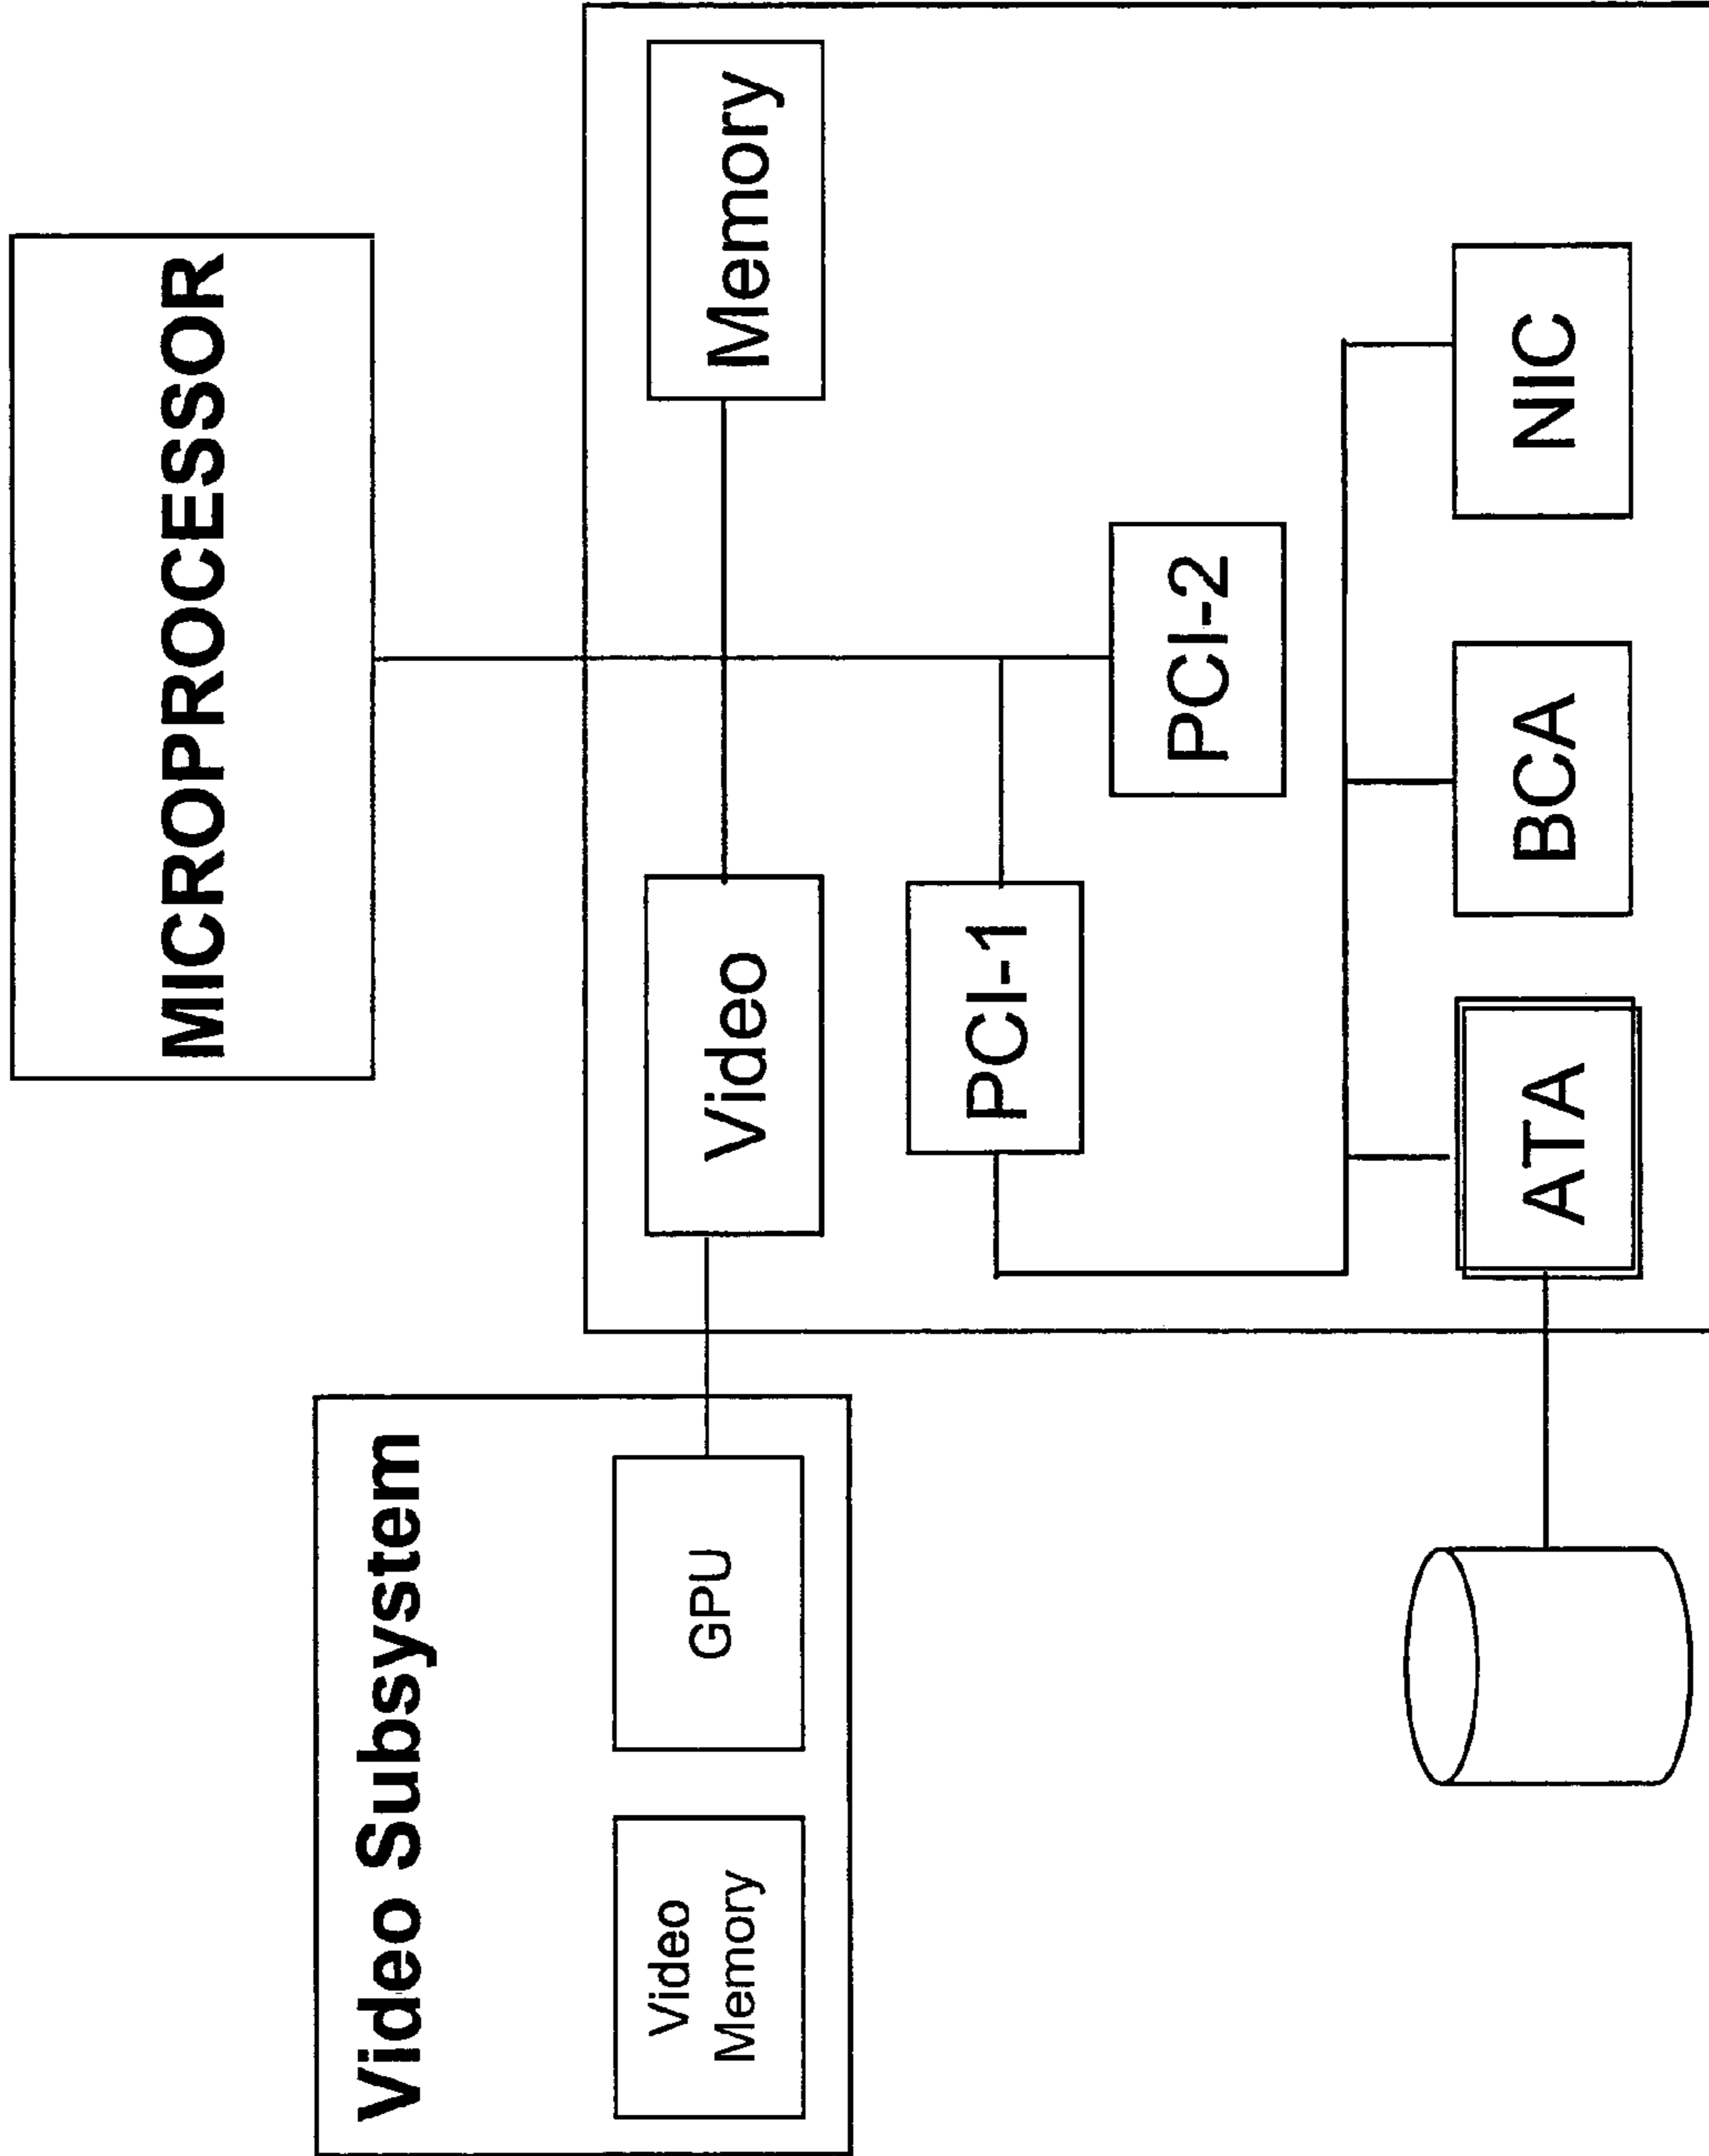 MICROPROCESSOR
Video Subsystem
Video
Memory
GPU
Video
Memory
PCI-1
PCI-2
ATA
BCA
NIC